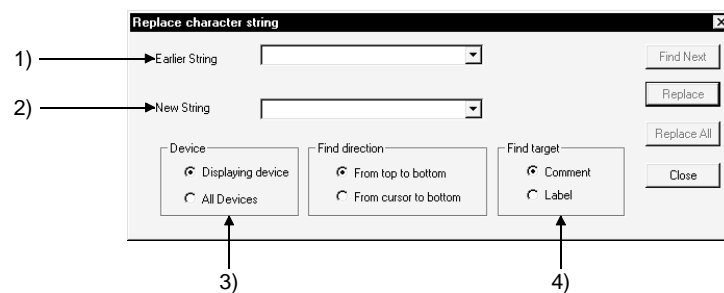 Replace character string
1)
Earlier String
Find Next
2)
New String
Replace
Replace All
Device
Find direction
Find target
Displaying device
From top to bottom
Comment
Close
All Devices
From cursor to bottom
Label
3)
4)